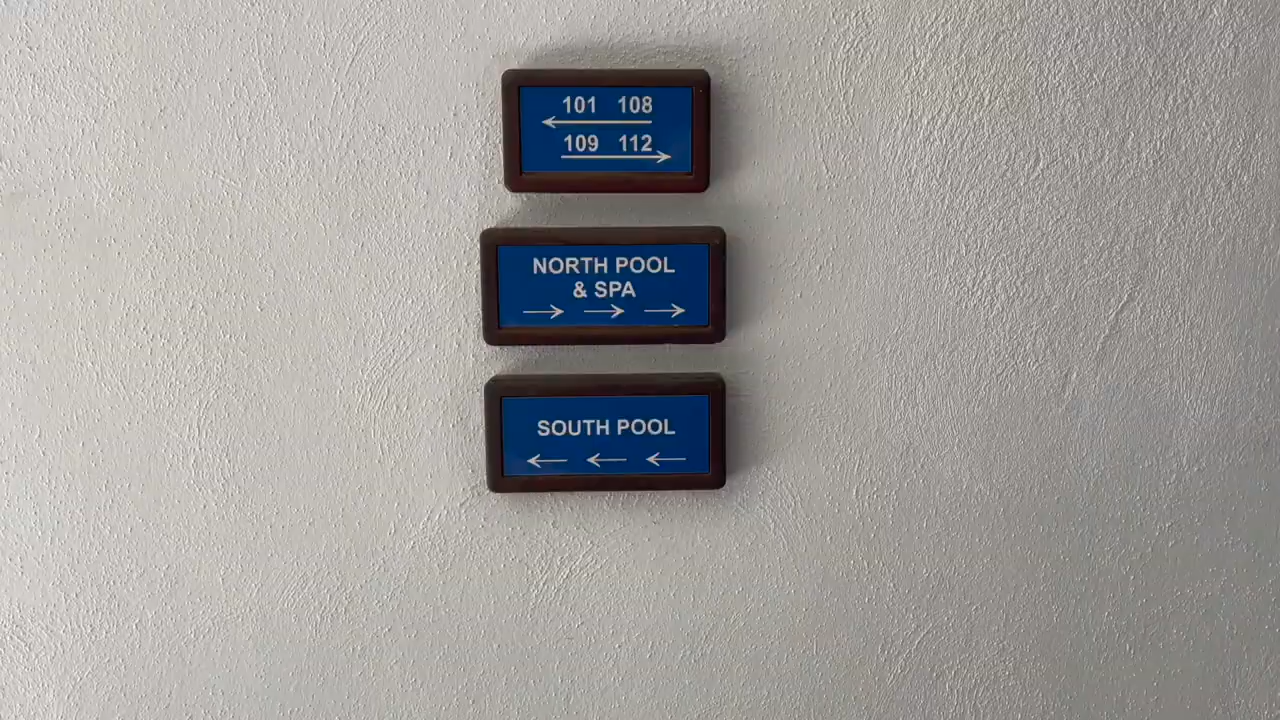 101 108
109 112
NORTH POOL
& SPA
SOUTH POOL